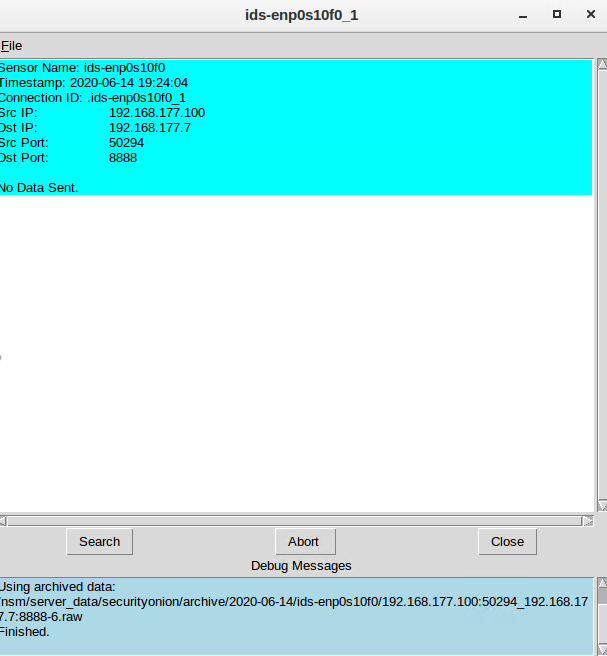 ids-enp0s10f0_1
File
Sensor Name: ids-enp0s10f0
Timestamp: 2020-06-14 19:24:04
Connection ID: .ids-enp0s10f0_1
Src IP: 192.168.177.100
Dst IP: 192.168.177.7
Src Port: 50294
Dst Port: 8888
No Data Sent.
Search Abort Close
Debug Messages
Using archived data:
/nsm/server_data/securityonion/archive/2020-06-14/ids-enp0s10f0/192.168.177.100:50294_192.168.17
7.7:8888-6.raw
Finished.